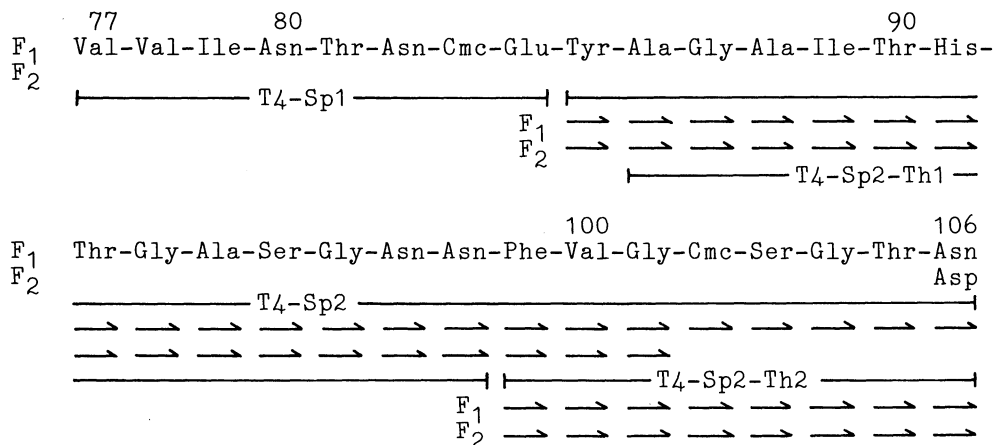 77 80 90
F1 Val-Val-Ile-Asn-Thr-Asn-Cmc-Glu-Tyr-Ala-Gly-Ala-Ile-Thr-His-
F2
T4-Sp1
F1
F2
T4-Sp2-Th1
100 106
F1 Thr-Gly-Ala-Ser-Gly-Asn-Asn-Phe-Val-Gly-Cmc-Ser-Gly-Thr-Asn
F2 Asp
T4-Sp2
T4-Sp2-Th2
F1
F2